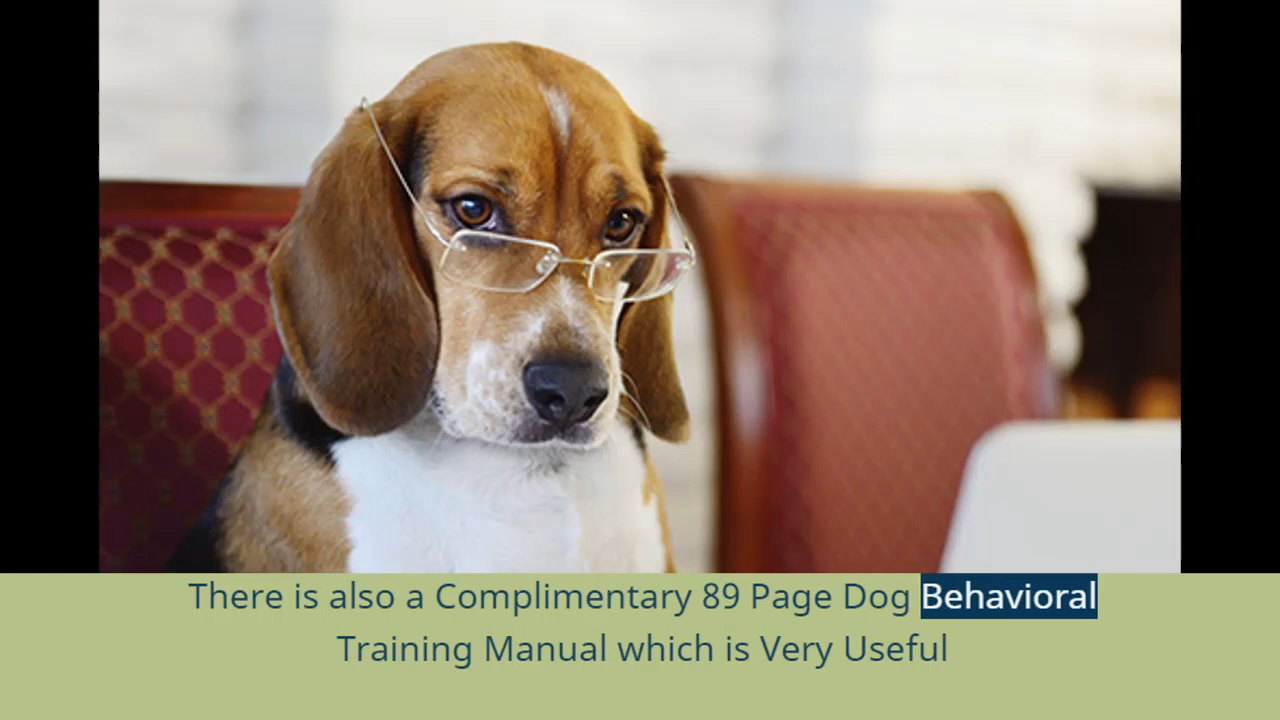 There is also a Complimentary 89 Page Dog Behavioral
Training Manual which is Very Useful